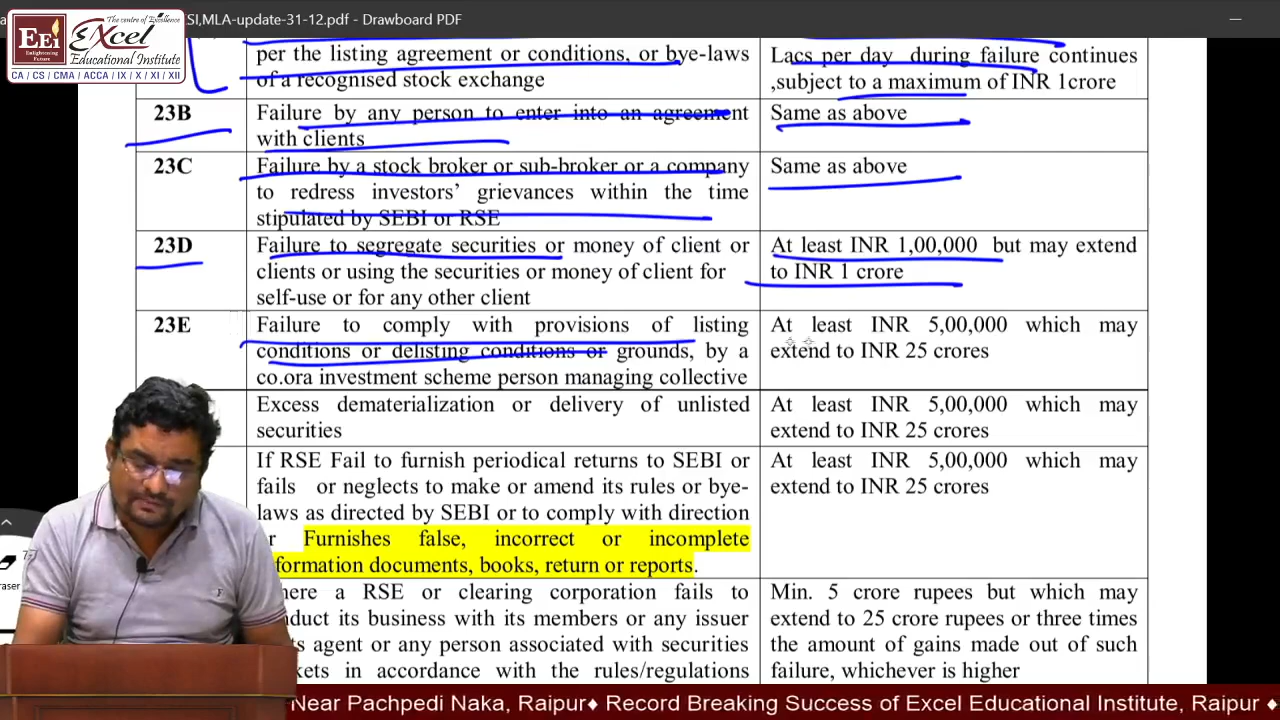 SI,MLA-update-31-12.pdf - Drawboard PDF
The centre of Excellence
EEi
Enlightening
Future
EXCEL
Educational Institute
CA | CS | CMA | ACCA | IX | X | XI | XII
per the listing agreement or conditions, or bye-laws
of a recognised stock exchange
Lacs per day during failure continues
,subject to a maximum of INR 1crore
23B
Failure by any person to enter into an agreement
with clients
Same as above
23C
Failure by a stock broker or sub-broker or a company
to redress investors’ grievances within the time
stipulated by SEBI or RSE
Same as above
23D
Failure to segregate securities or money of client or
clients or using the securities or money of client for
self-use or for any other client
At least INR 1,00,000 but may extend
to INR 1 crore
23E
Failure to comply with provisions of listing
conditions or delisting conditions or grounds, by a
co.ora investment scheme person managing collective
At least INR 5,00,000 which may
extend to INR 25 crores
Excess dematerialization or delivery of unlisted
securities
At least INR 5,00,000 which may
extend to INR 25 crores
If RSE Fail to furnish periodical returns to SEBI or
fails or neglects to make or amend its rules or bye-
laws as directed by SEBI or to comply with direction
r Furnishes false, incorrect or incomplete
formation documents, books, return or reports.
At least INR 5,00,000 which may
extend to INR 25 crores
here a RSE or clearing corporation fails to
nduct its business with its members or any issuer
s agent or any person associated with securities
kets in accordance with the rules/regulations
Min. 5 crore rupees but which may
extend to 25 crore rupees or three times
the amount of gains made out of such
failure, whichever is higher
raser
Near Pachpedi Naka, Raipur♦ Record Breaking Success of Excel Educational Institute, Raipur ♦